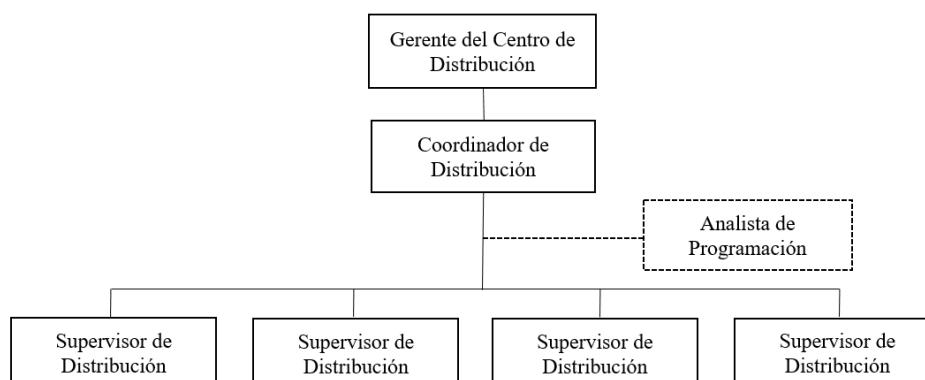 Gerente del Centro de
Distribución
Coordinador de
Distribución
Analista de
Programación
Supervisor de
Distribución
Supervisor de
Distribución
Supervisor de
Distribución
Supervisor de
Distribución